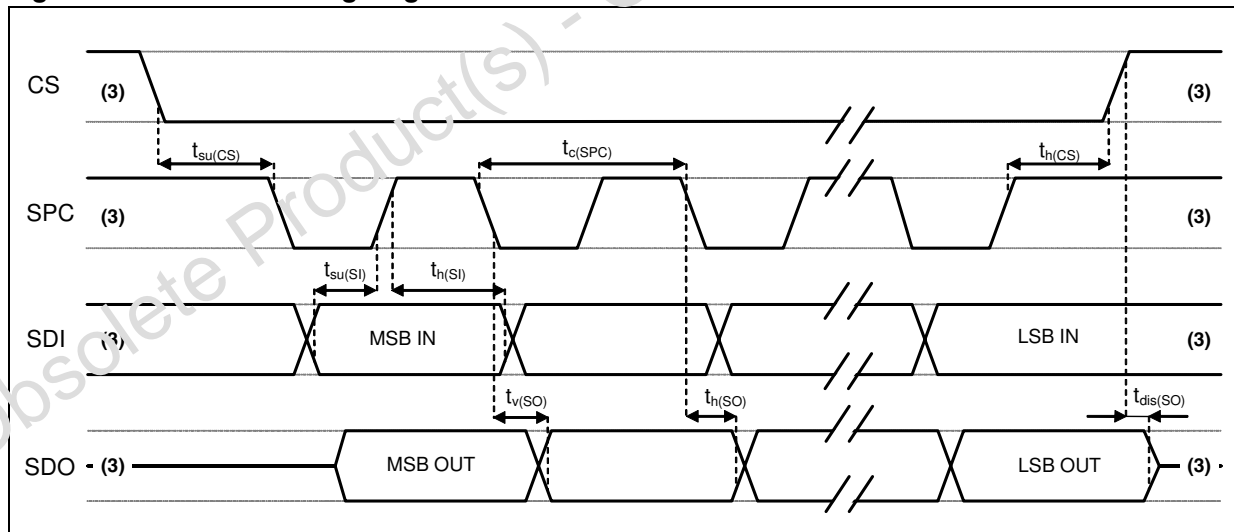 CS (3) (3)
t_su(CS) t_c(SPC) t_h(CS)
SPC (3) (3)
t_su(SI) t_h(SI)
SDI (3) MSB IN LSB IN (3)
t_v(SO) t_h(SO) t_dis(SO)
SDO (3) MSB OUT LSB OUT (3)
Obsolete Product(s) -